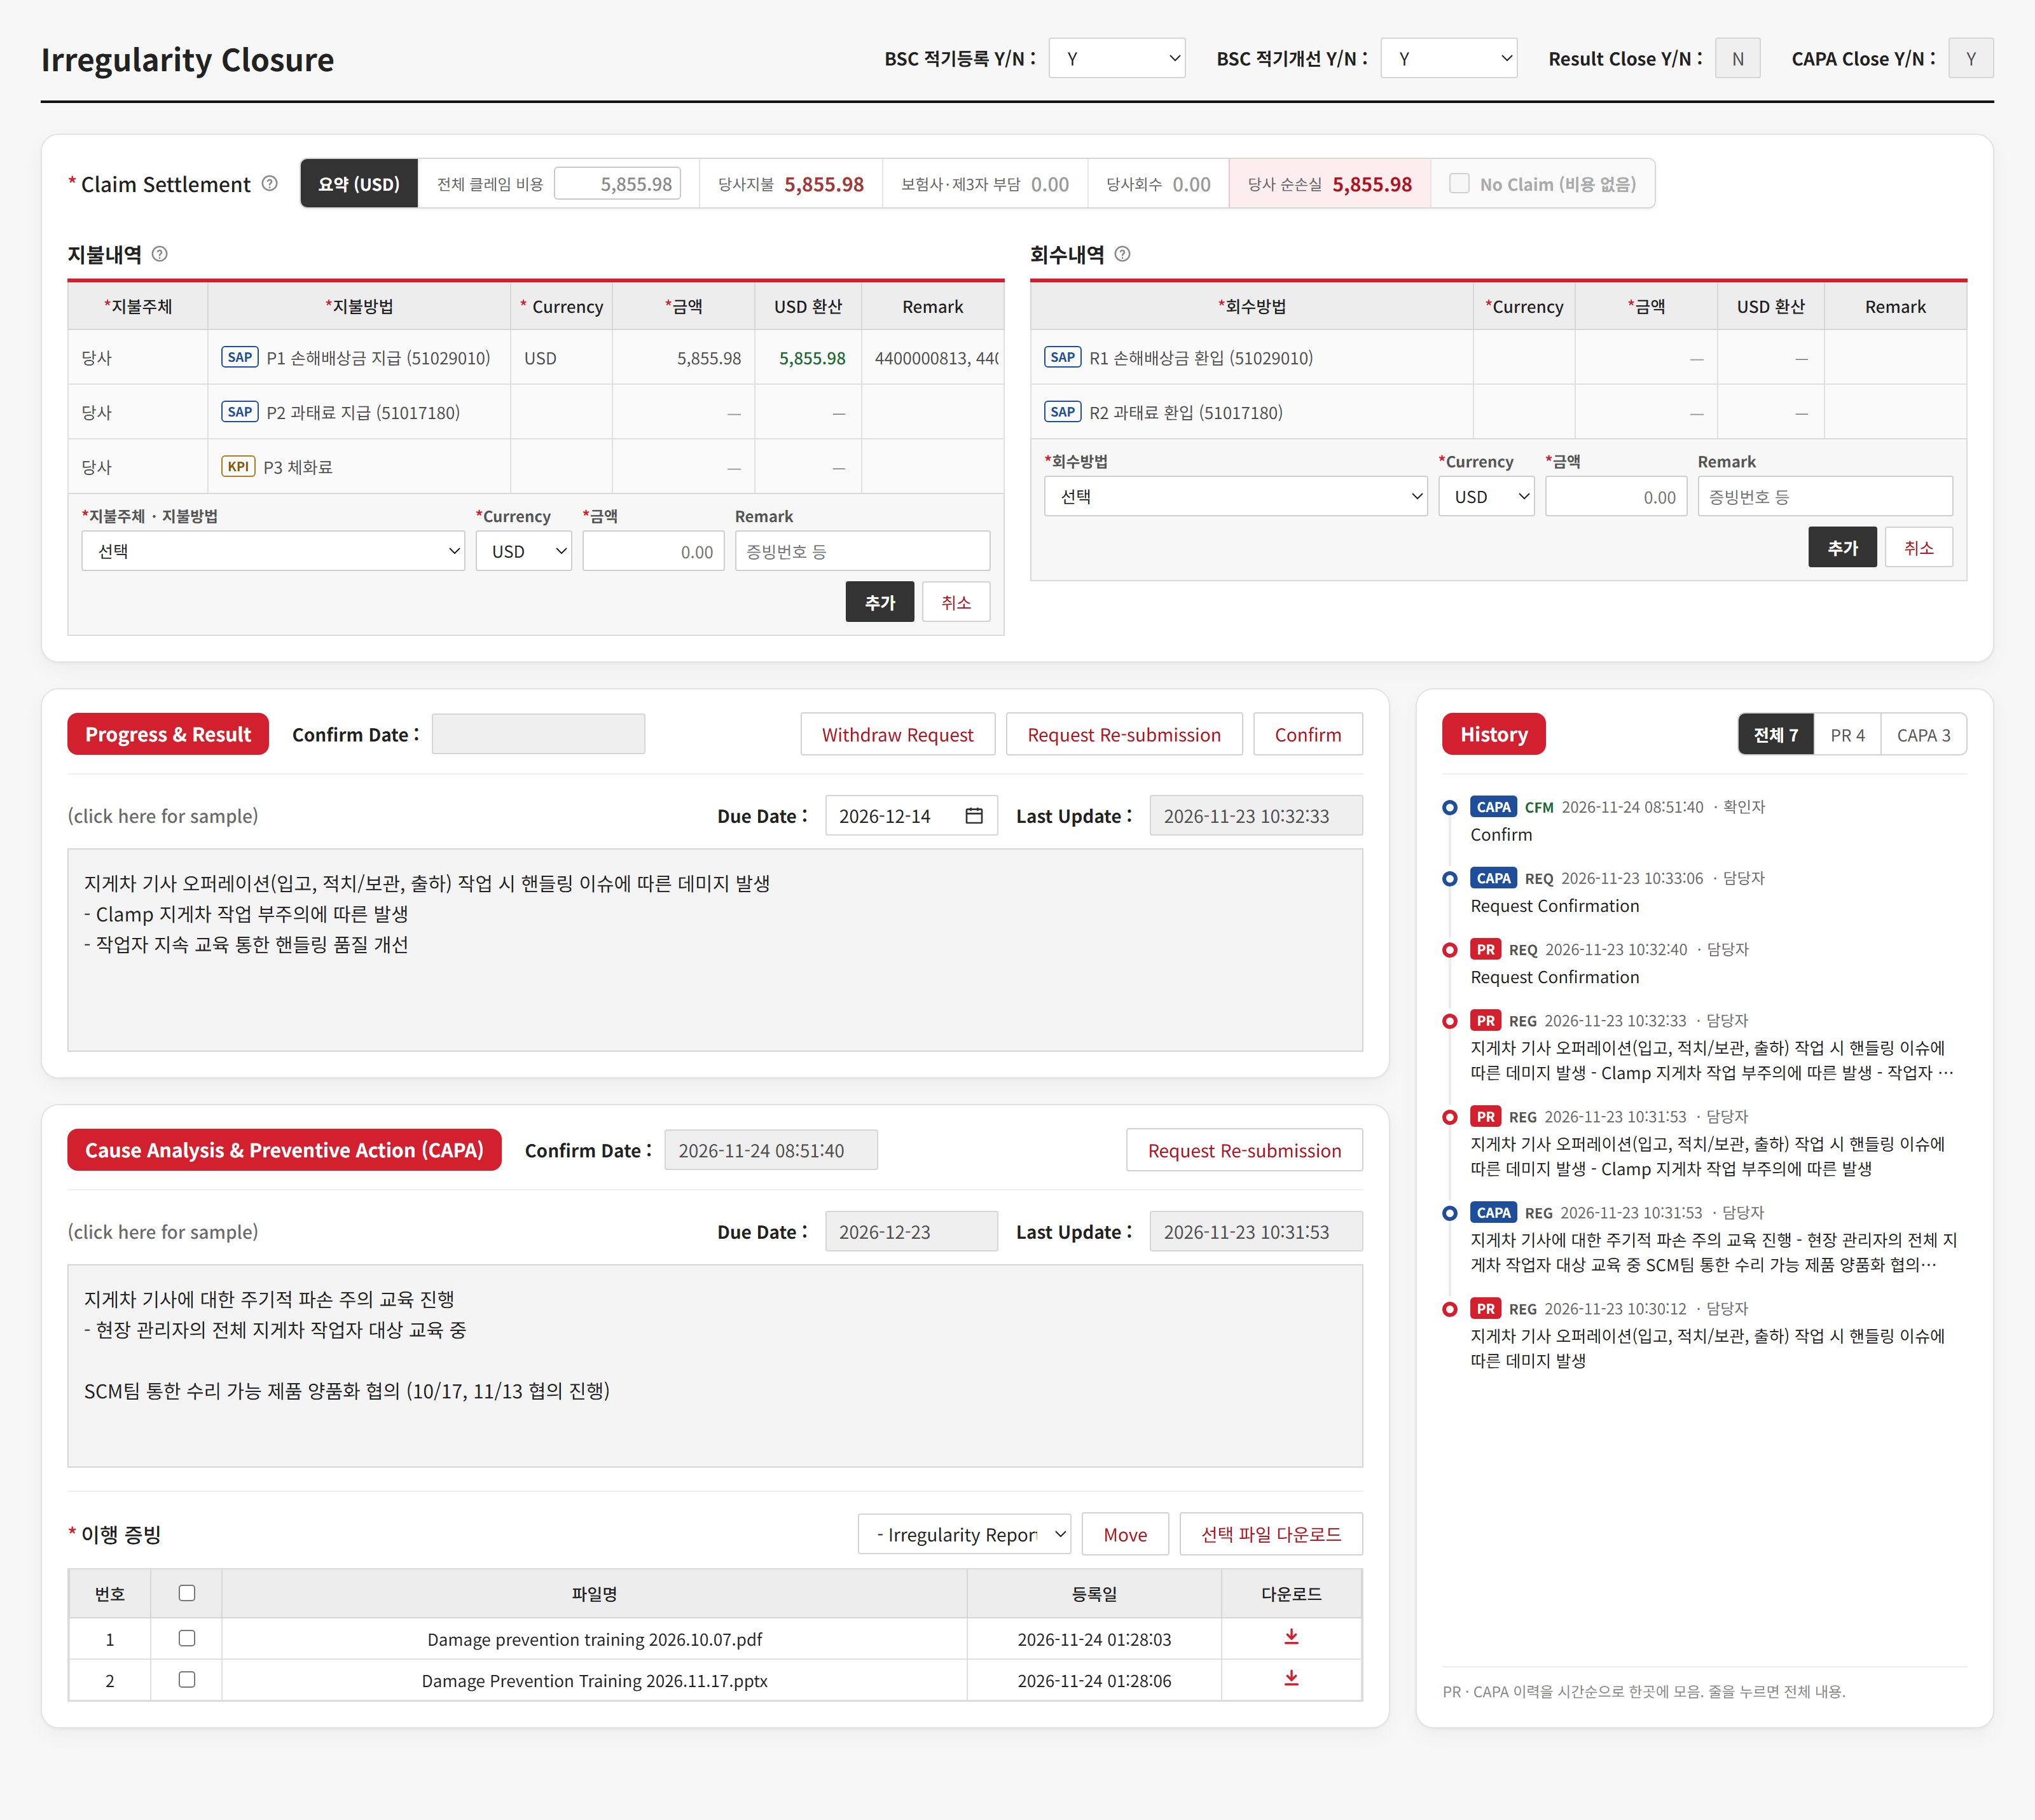 Irregularity Closure
BSC 적기등록 Y/N : Y BSC 적기개선 Y/N : Y Result Close Y/N : N CAPA Close Y/N : Y
* Claim Settlement ? 요약 (USD) 전체 클레임 비용 5,855.98 당사지불 5,855.98 보험사·제3자 부담 0.00 당사회수 0.00 당사 순손실 5,855.98 No Claim (비용 없음)
지불내역 ?
*지불주체 *지불방법 * Currency *금액 USD 환산 Remark
당사 SAP P1 손해배상금 지급 (51029010) USD 5,855.98 5,855.98 4400000813, 440
당사 SAP P2 과태료 지급 (51017180) — —
당사 KPI P3 체화료 — —
*지불주체 · 지불방법 *Currency *금액 Remark
선택 USD 0.00 증빙번호 등
추가 취소
회수내역 ?
*회수방법 *Currency *금액 USD 환산 Remark
SAP R1 손해배상금 환입 (51029010) — —
SAP R2 과태료 환입 (51017180) — —
*회수방법 *Currency *금액 Remark
선택 USD 0.00 증빙번호 등
추가 취소
Progress & Result Confirm Date : Withdraw Request Request Re-submission Confirm
(click here for sample) Due Date : 2026-12-14 Last Update : 2026-11-23 10:32:33
지게차 기사 오퍼레이션(입고, 적치/보관, 출하) 작업 시 핸들링 이슈에 따른 데미지 발생
- Clamp 지게차 작업 부주의에 따른 발생
- 작업자 지속 교육 통한 핸들링 품질 개선
Cause Analysis & Preventive Action (CAPA) Confirm Date : 2026-11-24 08:51:40 Request Re-submission
(click here for sample) Due Date : 2026-12-23 Last Update : 2026-11-23 10:31:53
지게차 기사에 대한 주기적 파손 주의 교육 진행
- 현장 관리자의 전체 지게차 작업자 대상 교육 중
SCM팀 통한 수리 가능 제품 양품화 협의 (10/17, 11/13 협의 진행)
* 이행 증빙 - Irregularity Repor Move 선택 파일 다운로드
번호 파일명 등록일 다운로드
1 Damage prevention training 2026.10.07.pdf 2026-11-24 01:28:03
2 Damage Prevention Training 2026.11.17.pptx 2026-11-24 01:28:06
History 전체 7 PR 4 CAPA 3
CAPA CFM 2026-11-24 08:51:40 · 확인자
Confirm
CAPA REQ 2026-11-23 10:33:06 · 담당자
Request Confirmation
PR REQ 2026-11-23 10:32:40 · 담당자
Request Confirmation
PR REG 2026-11-23 10:32:33 · 담당자
지게차 기사 오퍼레이션(입고, 적치/보관, 출하) 작업 시 핸들링 이슈에
따른 데미지 발생 - Clamp 지게차 작업 부주의에 따른 발생 - 작업자 …
PR REG 2026-11-23 10:31:53 · 담당자
지게차 기사 오퍼레이션(입고, 적치/보관, 출하) 작업 시 핸들링 이슈에
따른 데미지 발생 - Clamp 지게차 작업 부주의에 따른 발생
CAPA REG 2026-11-23 10:31:53 · 담당자
지게차 기사에 대한 주기적 파손 주의 교육 진행 - 현장 관리자의 전체 지
게차 작업자 대상 교육 중 SCM팀 통한 수리 가능 제품 양품화 협의…
PR REG 2026-11-23 10:30:12 · 담당자
지게차 기사 오퍼레이션(입고, 적치/보관, 출하) 작업 시 핸들링 이슈에
따른 데미지 발생
PR · CAPA 이력을 시간순으로 한곳에 모음. 줄을 누르면 전체 내용.